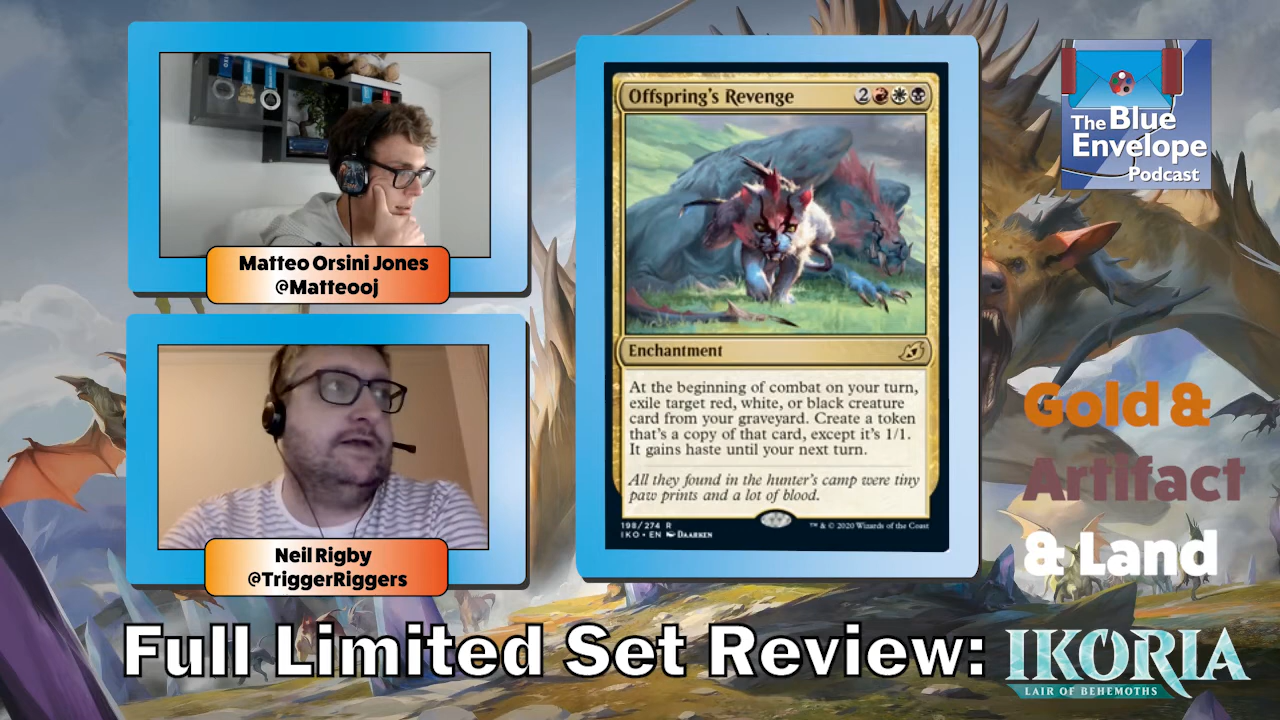 Matteo Orsini Jones
@Matteooj
Neil Rigby
@TriggerRiggers
Offspring's Revenge 2
Enchantment
At the beginning of combat on your turn,
exile target red, white, or black creature
card from your graveyard. Create a token
that's a copy of that card, except it's 1/1.
It gains haste until your next turn.
All they found in the hunter's camp were tiny
paw prints and a lot of blood.
198/274 R
IKO • EN DAARKEN
™ & © 2020 Wizards of the Coast
The Blue
Envelope
Podcast
Gold &
Artifact
& Land
Full Limited Set Review:
IKORIA
LAIR OF BEHEMOTHS